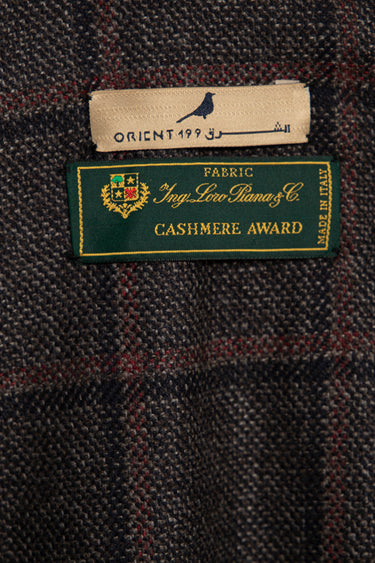 ORIENT 199 الشرق
FABRIC
Ing. Loro Piana & C.
CASHMERE AWARD
MADE IN ITALY